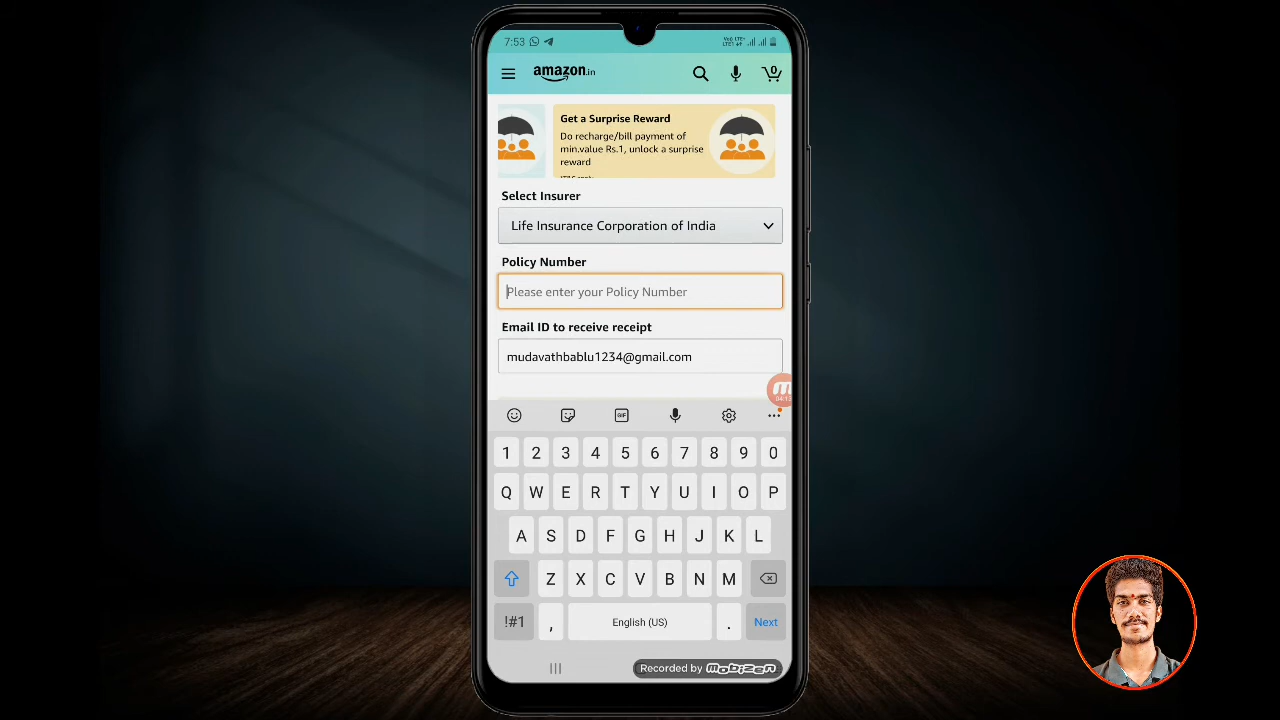 7:53
amazon.in
0
Get a Surprise Reward
Do recharge/bill payment of
min.value Rs.1, unlock a surprise
reward
Select Insurer
Life Insurance Corporation of India
Policy Number
Please enter your Policy Number
Email ID to receive receipt
mudavathbablu1234@gmail.com
GIF
1 2 3 4 5 6 7 8 9 0
Q W E R T Y U I O P
A S D F G H J K L
Z X C V B N M
!#1 , English (US) . Next
Recorded by mobizen